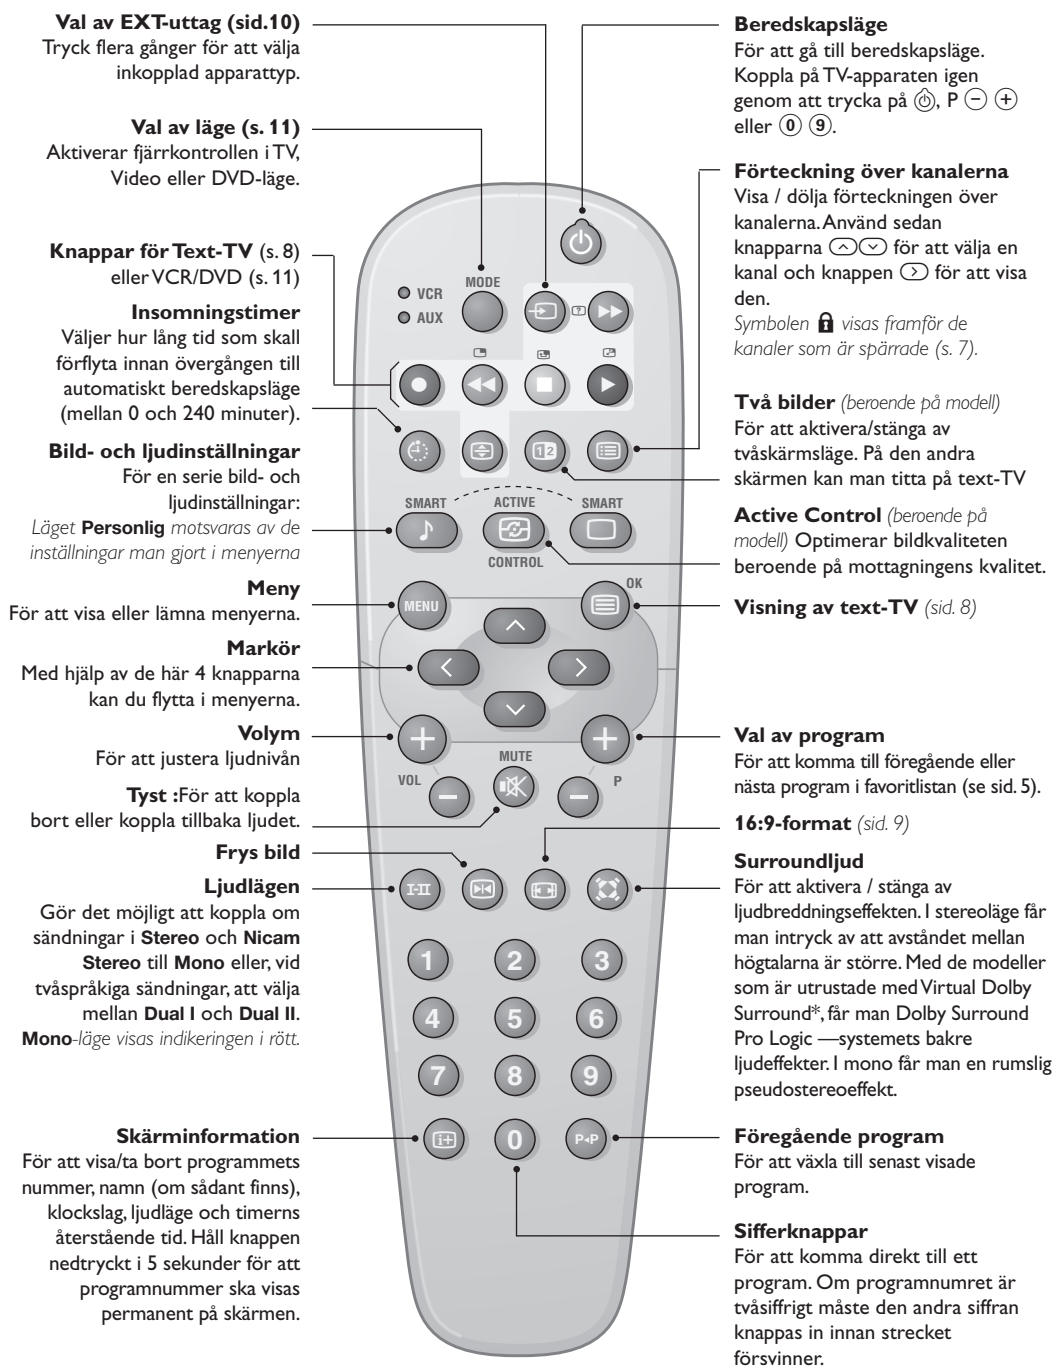 Val av EXT-uttag (sid.10)
Tryck flera gånger för att välja
inkopplad apparattyp.
Val av läge (s. 11)
Aktiverar fjärrkontrollen i TV,
Video eller DVD-läge.
Knappar för Text-TV (s. 8)
eller VCR/DVD (s. 11)
Insomningstimer
Väljer hur lång tid som skall
förflyta innan övergången till
automatiskt beredskapsläge
(mellan 0 och 240 minuter).
Bild- och ljudinställningar
För en serie bild- och
ljudinställningar:
Läget Personlig motsvaras av de
inställningar man gjort i menyerna
Meny
För att visa eller lämna menyerna.
Markör
Med hjälp av de här 4 knapparna
kan du flytta i menyerna.
Volym
För att justera ljudnivån
Tyst :För att koppla
bort eller koppla tillbaka ljudet.
Frys bild
Ljudlägen
Gör det möjligt att koppla om
sändningar i Stereo och Nicam
Stereo till Mono eller, vid
tvåspråkiga sändningar, att välja
mellan Dual I och Dual II.
Mono-läge visas indikeringen i rött.
Skärminformation
För att visa/ta bort programmets
nummer, namn (om sådant finns),
klockslag, ljudläge och timerns
återstående tid. Håll knappen
nedtryckt i 5 sekunder för att
programnummer ska visas
permanent på skärmen.
VCR
MODE
AUX
?
1 2
SMART
ACTIVE
SMART
CONTROL
MENU
OK
VOL
MUTE
P
I-II
1
2
3
4
5
6
7
8
9
i+
0
P◂P
Beredskapsläge
För att gå till beredskapsläge.
Koppla på TV-apparaten igen
genom att trycka på ⏻, P − +
eller 0 9.
Förteckning över kanalerna
Visa / dölja förteckningen över
kanalerna. Använd sedan
knapparna för att välja en
kanal och knappen för att visa
den.
Symbolen visas framför de
kanaler som är spärrade (s. 7).
Två bilder (beroende på modell)
För att aktivera/stänga av
tvåskärmsläge. På den andra
skärmen kan man titta på text-TV
Active Control (beroende på
modell) Optimerar bildkvaliteten
beroende på mottagningens kvalitet.
Visning av text-TV (sid. 8)
Val av program
För att komma till föregående eller
nästa program i favoritlistan (se sid. 5).
16:9-format (sid. 9)
Surroundljud
För att aktivera / stänga av
ljudbreddningseffekten. I stereoläge får
man intryck av att avståndet mellan
högtalarna är större. Med de modeller
som är utrustade med Virtual Dolby
Surround*, får man Dolby Surround
Pro Logic —systemets bakre
ljudeffekter. I mono får man en rumslig
pseudostereoeffekt.
Föregående program
För att växla till senast visade
program.
Sifferknappar
För att komma direkt till ett
program. Om programnumret är
tvåsiffrigt måste den andra siffran
knappas in innan strecket
försvinner.